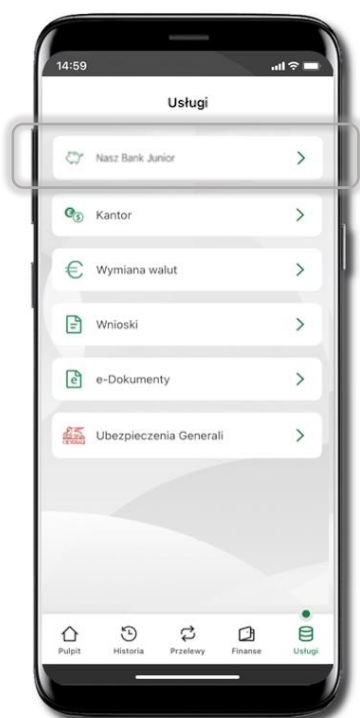 14:59
Usługi
Nasz Bank Junior
Kantor
Wymiana walut
Wnioski
e-Dokumenty
Ubezpieczenia Generali
Pulpit
Historia
Przelewy
Finanse
Usługi